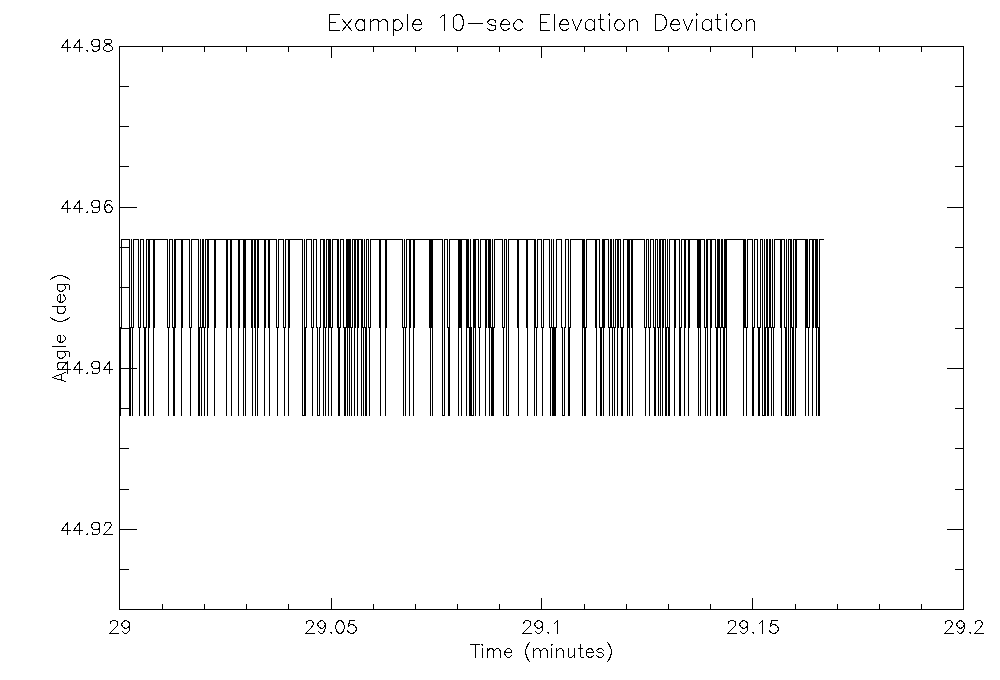 Example 10-sec Elevation Deviation
44.98
44.96
44.94
44.92
Angle (deg)
29 29.05 29.1 29.15 29.2
Time (minutes)